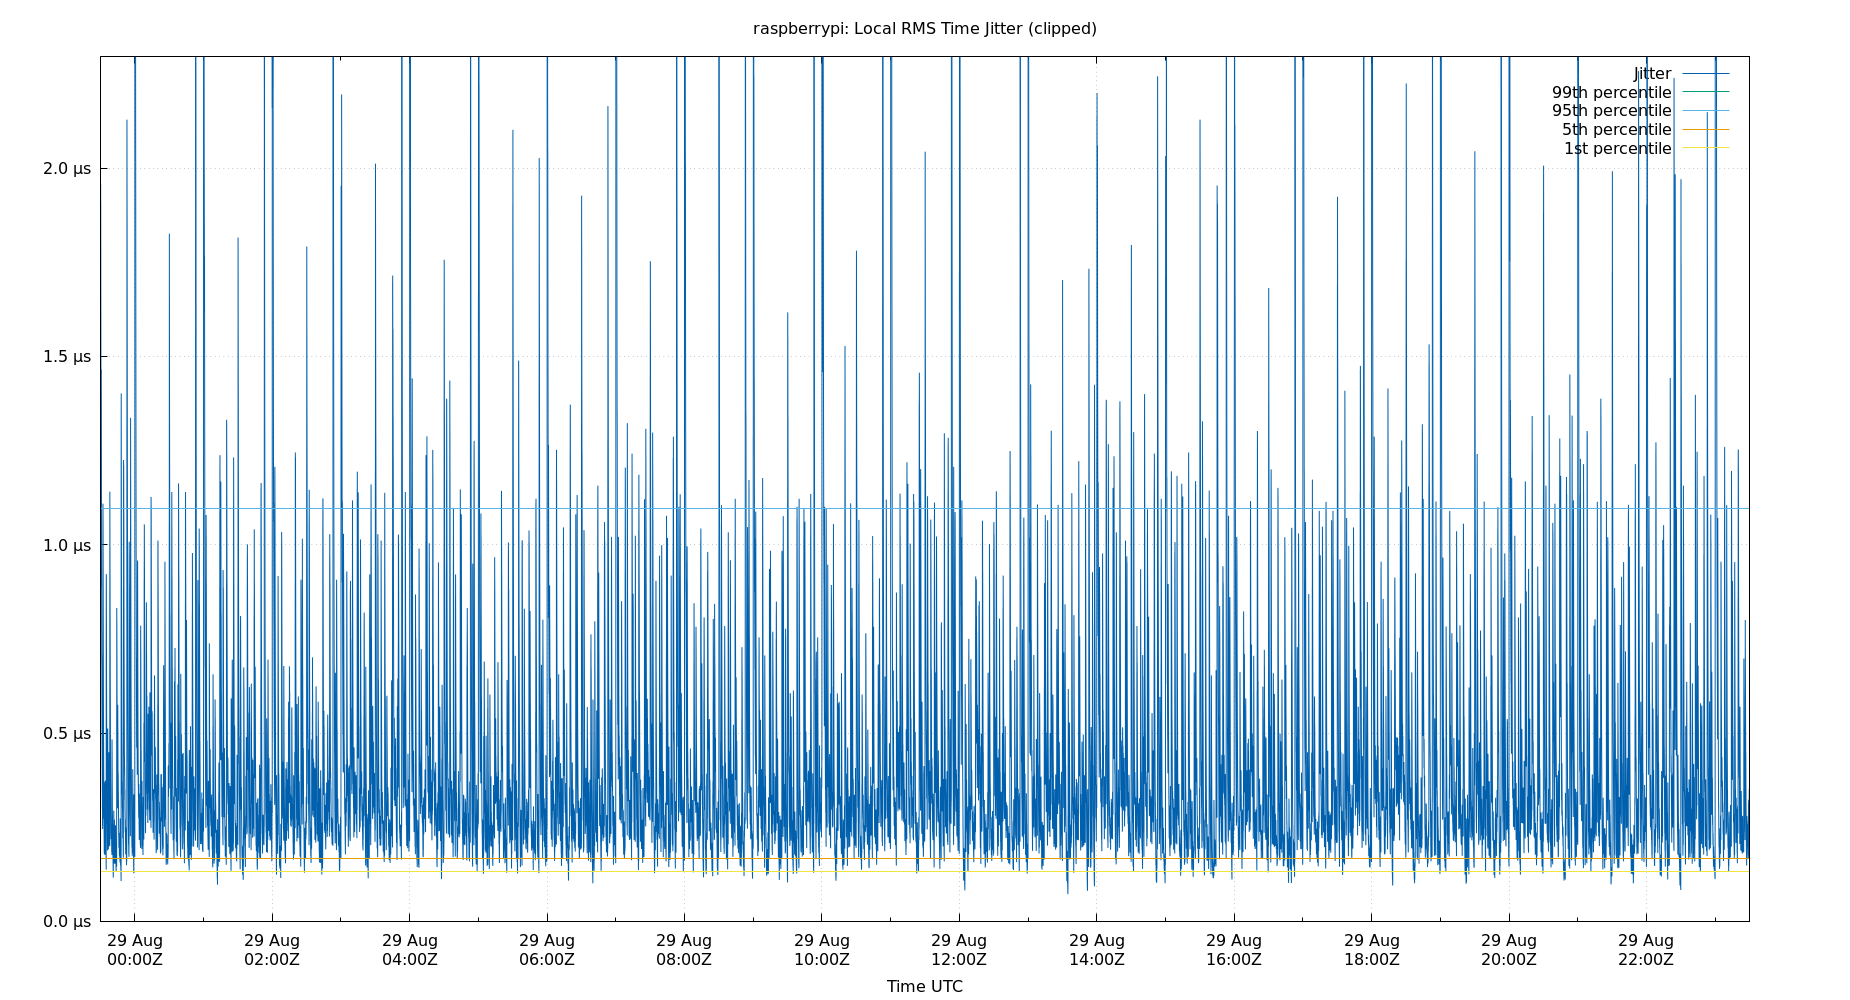 raspberrypi: Local RMS Time Jitter (clipped)
Jitter
99th percentile
95th percentile
5th percentile
1st percentile
2.0 µs
1.5 µs
1.0 µs
0.5 µs
0.0 µs
29 Aug 29 Aug 29 Aug 29 Aug 29 Aug 29 Aug 29 Aug 29 Aug 29 Aug 29 Aug 29 Aug 29 Aug
00:00Z 02:00Z 04:00Z 06:00Z 08:00Z 10:00Z 12:00Z 14:00Z 16:00Z 18:00Z 20:00Z 22:00Z
Time UTC